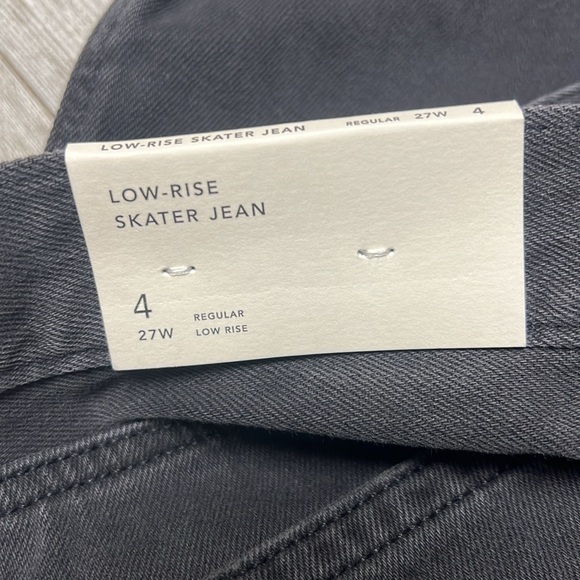 LOW-RISE SKATER JEAN REGULAR 27W 4
LOW-RISE
SKATER JEAN
4
REGULAR
27W LOW RISE